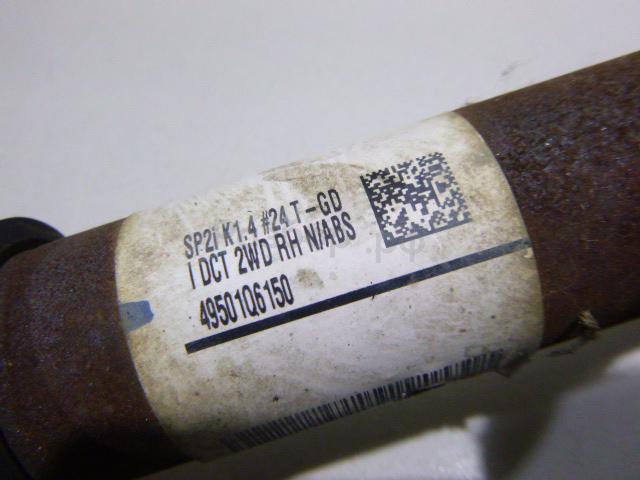 SP2I K1.4 #24 T-GD
I DCT 2WD RH N/ABS
49501Q6150